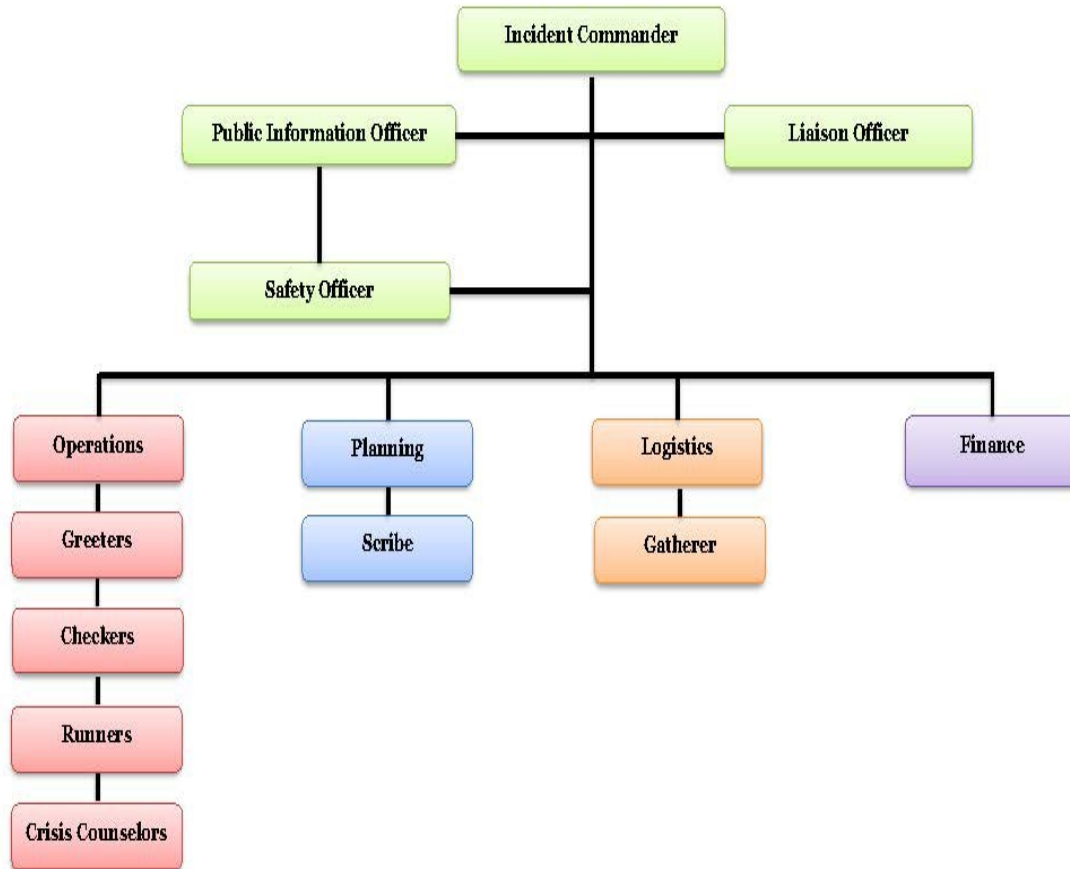 Incident Commander
Public Information Officer
Liaison Officer
Safety Officer
Operations
Planning
Logistics
Finance
Greeters
Scribe
Gatherer
Checkers
Runners
Crisis Counselors